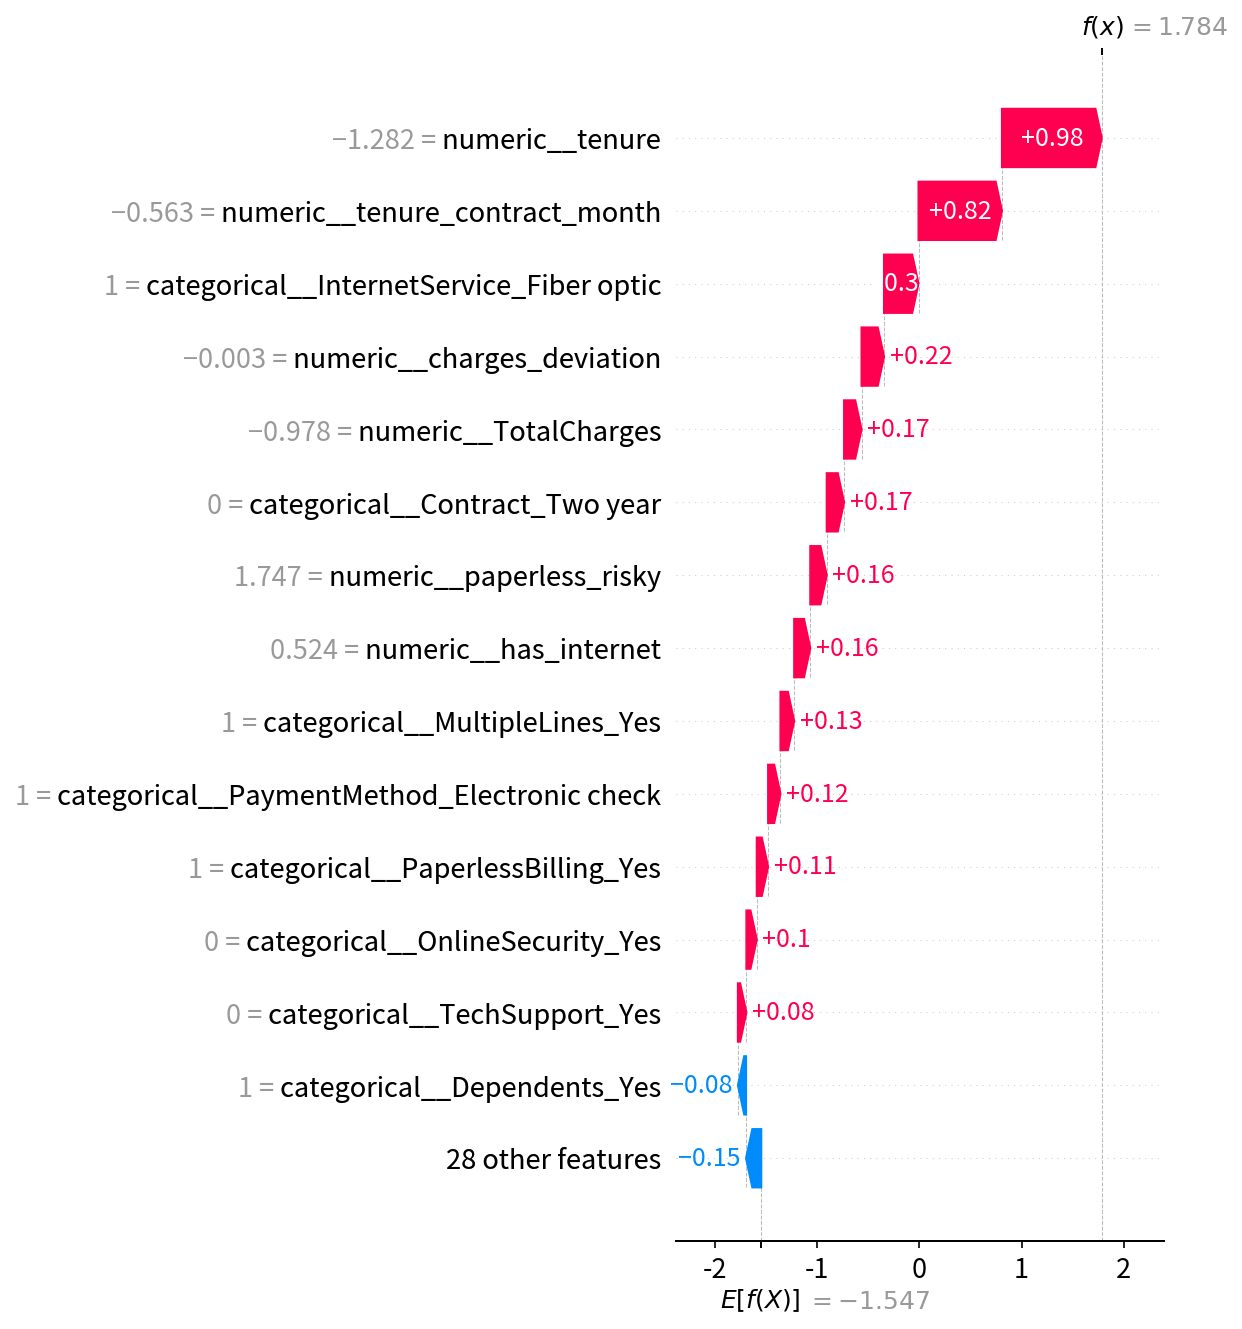 f(x) = 1.784
−1.282 = numeric__tenure
+0.98
−0.563 = numeric__tenure_contract_month
+0.82
1 = categorical__InternetService_Fiber optic
0.3
−0.003 = numeric__charges_deviation
+0.22
−0.978 = numeric__TotalCharges
+0.17
0 = categorical__Contract_Two year
+0.17
1.747 = numeric__paperless_risky
+0.16
0.524 = numeric__has_internet
+0.16
1 = categorical__MultipleLines_Yes
+0.13
1 = categorical__PaymentMethod_Electronic check
+0.12
1 = categorical__PaperlessBilling_Yes
+0.11
0 = categorical__OnlineSecurity_Yes
+0.1
0 = categorical__TechSupport_Yes
+0.08
1 = categorical__Dependents_Yes
−0.08
28 other features
−0.15
-2 -1 0 1 2
E[f(X)] = −1.547